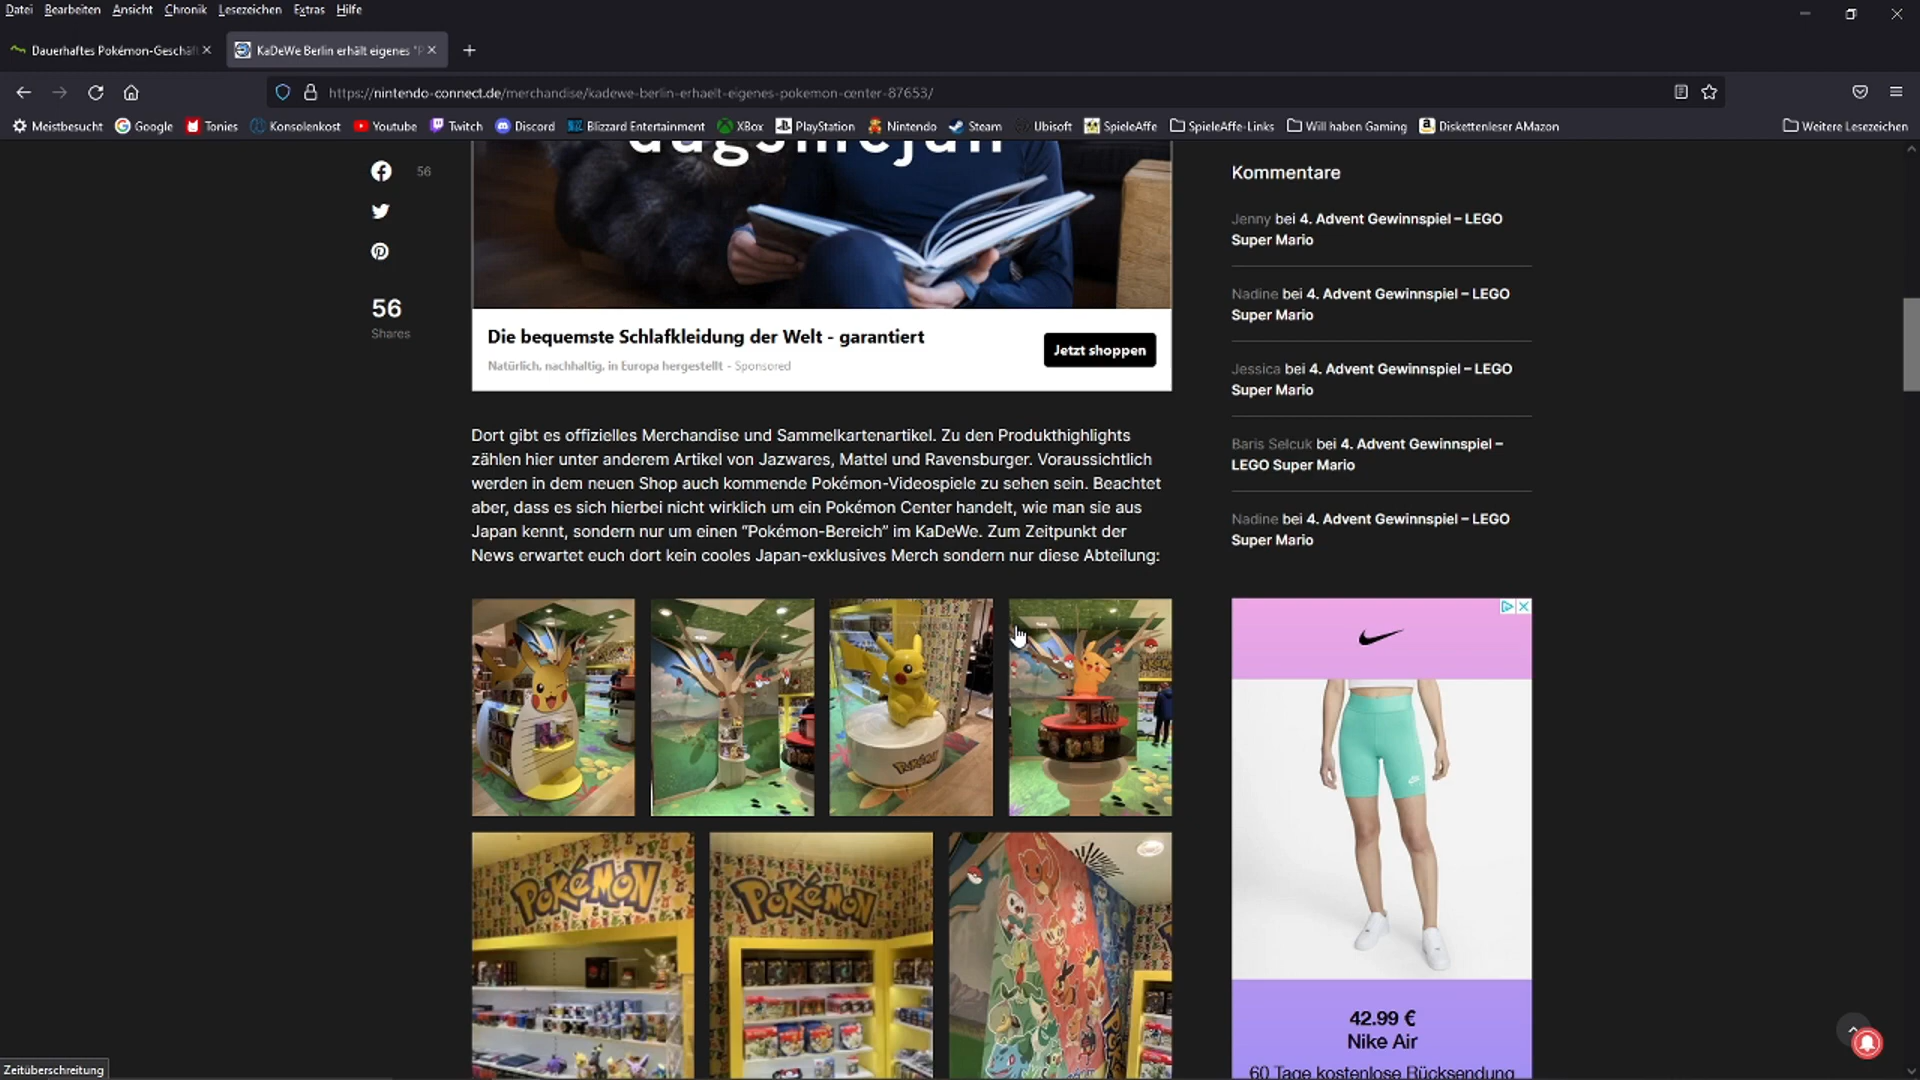 Datei Bearbeiten Ansicht Chronik Lesezeichen Extras Hilfe
Dauerhaftes Pokémon-Geschäf
KaDeWe Berlin erhält eigenes "P
https://nintendo-connect.de/merchandise/kadewe-berlin-erhaelt-eigenes-pokemon-center-87653/
Meistbesucht Google Tonies Konsolenkost Youtube Twitch Discord Blizzard Entertainment XBox PlayStation Nintendo Steam Ubisoft SpieleAffe SpieleAffe-Links Will haben Gaming Diskettenleser AMazon Weitere Lesezeichen
56
56
Shares
dagsmejan
Die bequemste Schlafkleidung der Welt - garantiert
Natürlich, nachhaltig, in Europa hergestellt - Sponsored
Jetzt shoppen
Dort gibt es offizielles Merchandise und Sammelkartenartikel. Zu den Produkthighlights
zählen hier unter anderem Artikel von Jazwares, Mattel und Ravensburger. Voraussichtlich
werden in dem neuen Shop auch kommende Pokémon-Videospiele zu sehen sein. Beachtet
aber, dass es sich hierbei nicht wirklich um ein Pokémon Center handelt, wie man sie aus
Japan kennt, sondern nur um einen “Pokémon-Bereich” im KaDeWe. Zum Zeitpunkt der
News erwartet euch dort kein cooles Japan-exklusives Merch sondern nur diese Abteilung:
POKéMON
POKéMON
POKéMON
Kommentare
Jenny bei 4. Advent Gewinnspiel – LEGO
Super Mario
Nadine bei 4. Advent Gewinnspiel – LEGO
Super Mario
Jessica bei 4. Advent Gewinnspiel – LEGO
Super Mario
Baris Selcuk bei 4. Advent Gewinnspiel –
LEGO Super Mario
Nadine bei 4. Advent Gewinnspiel – LEGO
Super Mario
42.99 €
Nike Air
60 Tage kostenlose Rücksendung
Zeitüberschreitung